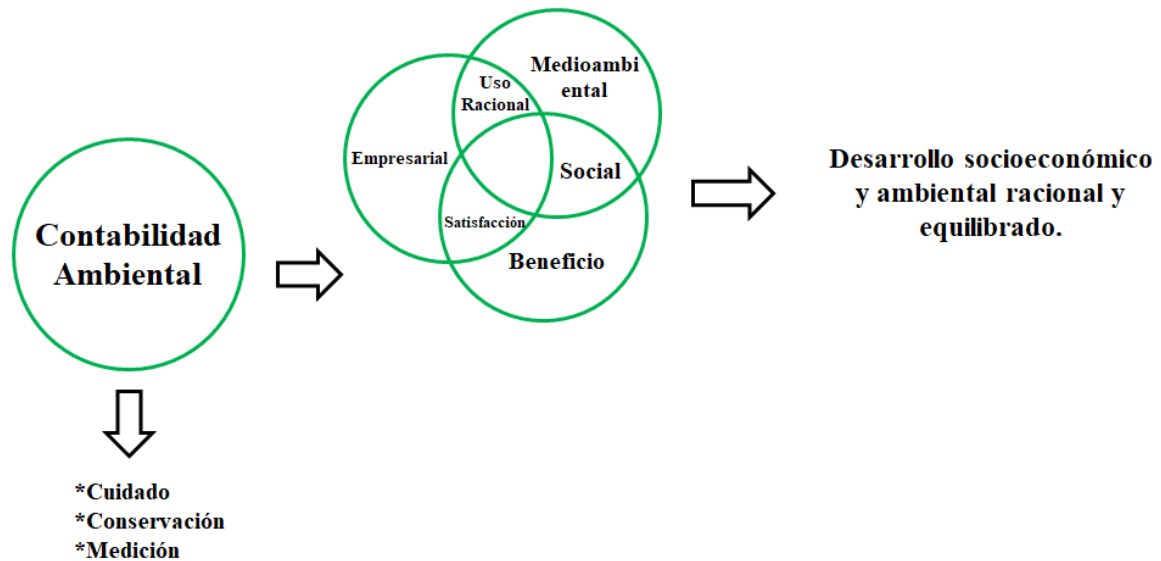 Contabilidad
Ambiental
*Cuidado
*Conservación
*Medición
Medioambi
ental
Uso
Racional
Empresarial
Social
Satisfacción
Beneficio
Desarrollo socioeconómico
y ambiental racional y
equilibrado.